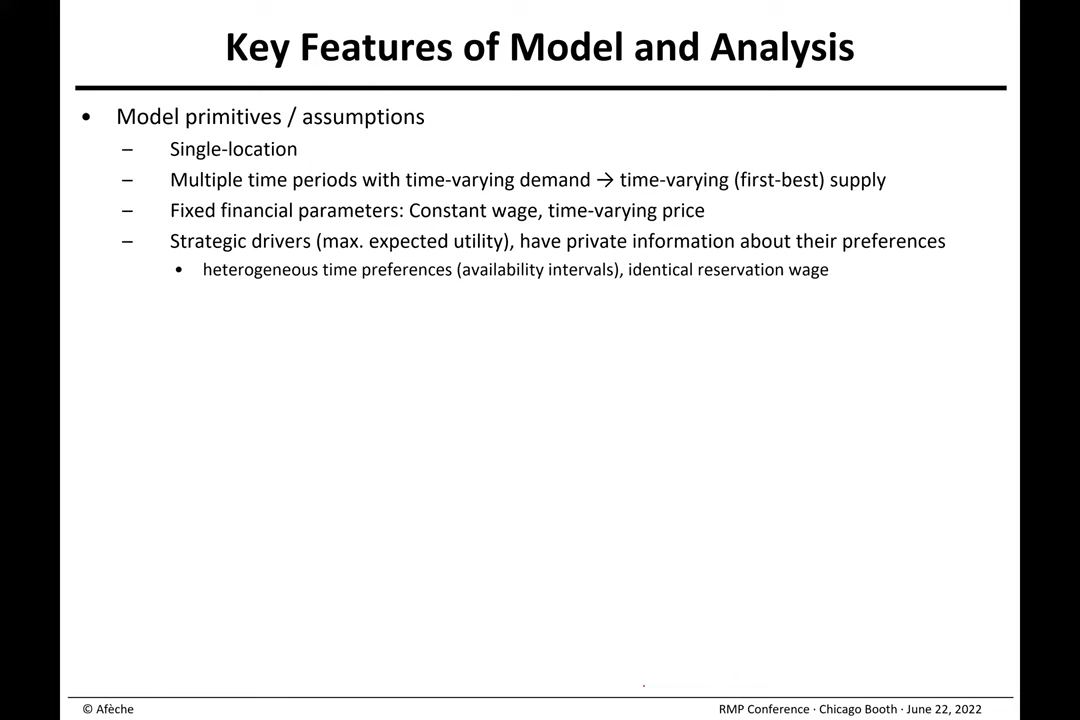 Key Features of Model and Analysis
• Model primitives / assumptions
– Single-location
– Multiple time periods with time-varying demand → time-varying (first-best) supply
– Fixed financial parameters: Constant wage, time-varying price
– Strategic drivers (max. expected utility), have private information about their preferences
• heterogeneous time preferences (availability intervals), identical reservation wage
© Afèche
RMP Conference · Chicago Booth · June 22, 2022